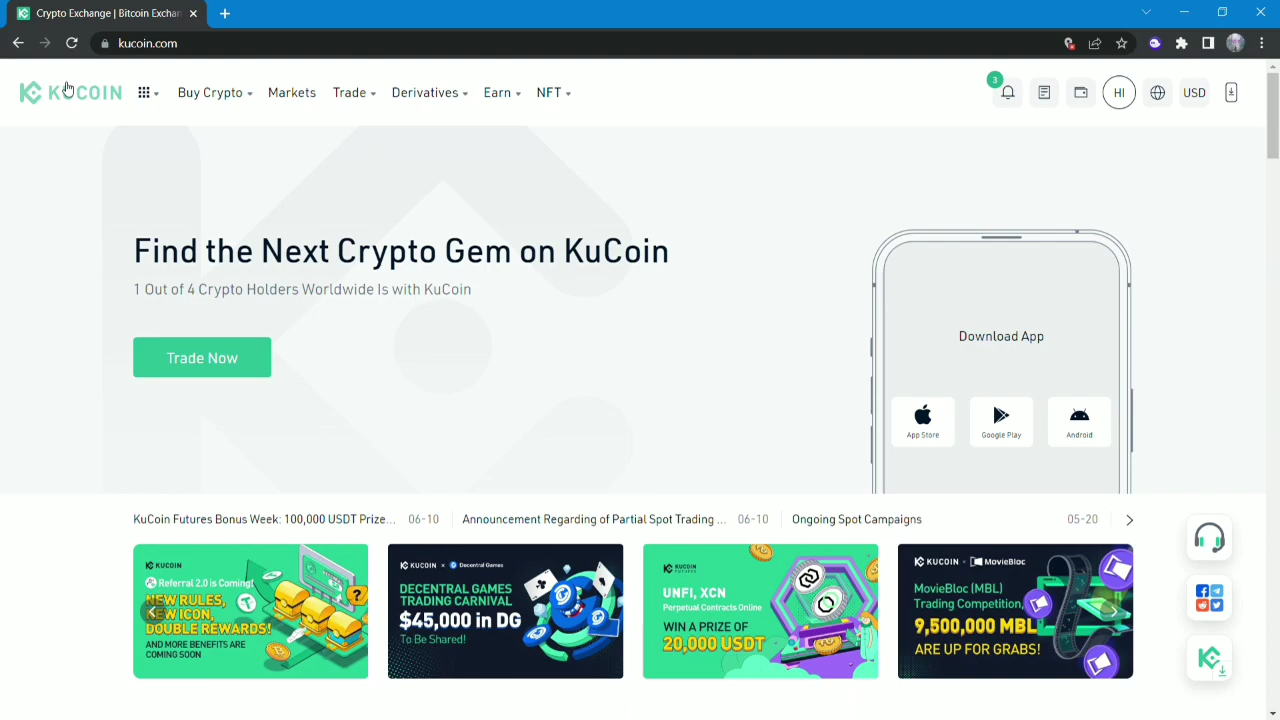 Crypto Exchange | Bitcoin Exchan
kucoin.com
KUCOIN
Buy Crypto
Markets
Trade
Derivatives
Earn
NFT
3
HI
USD
Find the Next Crypto Gem on KuCoin
1 Out of 4 Crypto Holders Worldwide Is with KuCoin
Trade Now
Download App
App Store
Google Play
Android
KuCoin Futures Bonus Week: 100,000 USDT Prize...
06-10
Announcement Regarding of Partial Spot Trading ...
06-10
Ongoing Spot Campaigns
05-20
KUCOIN
Referral 2.0 is Coming!
NEW RULES,
NEW ICON,
DOUBLE REWARDS!
AND MORE BENEFITS ARE
COMING SOON
KUCOIN x Decentral Games
DECENTRAL GAMES
TRADING CARNIVAL
$45,000 in DG
To Be Shared!
KUCOIN
FUTURES
UNFI, XCN
Perpetual Contracts Online
WIN A PRIZE OF
20,000 USDT
KUCOIN × MovieBloc
MovieBloc (MBL)
Trading Competition,
9,500,000 MBL
ARE UP FOR GRABS!